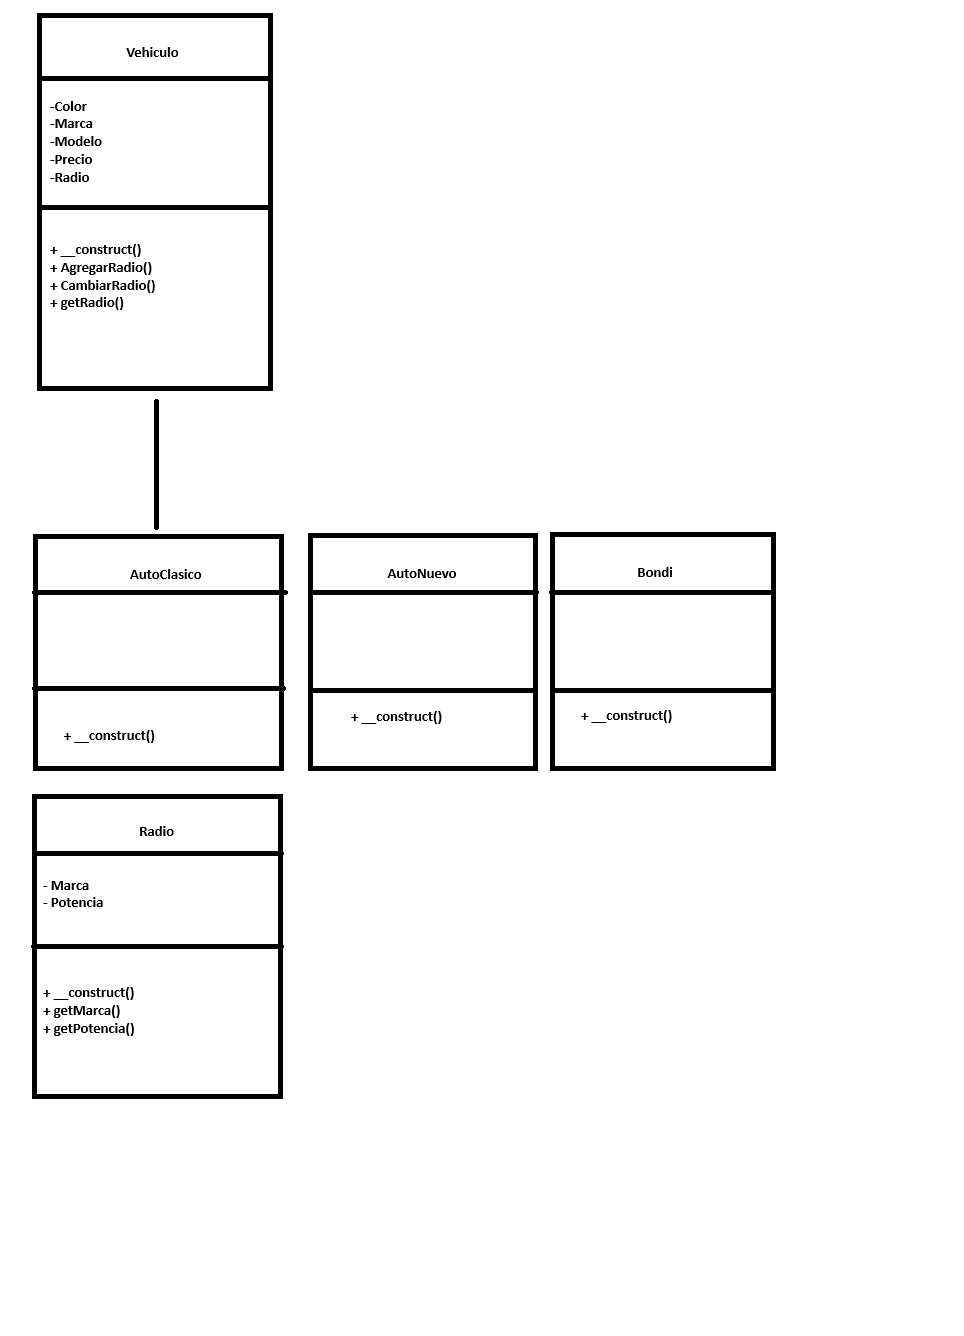 Vehiculo
-Color
-Marca
-Modelo
-Precio
-Radio
+ __construct()
+ AgregarRadio()
+ CambiarRadio()
+ getRadio()
AutoClasico
+ __construct()
AutoNuevo
+ __construct()
Bondi
+ __construct()
Radio
- Marca
- Potencia
+ __construct()
+ getMarca()
+ getPotencia()